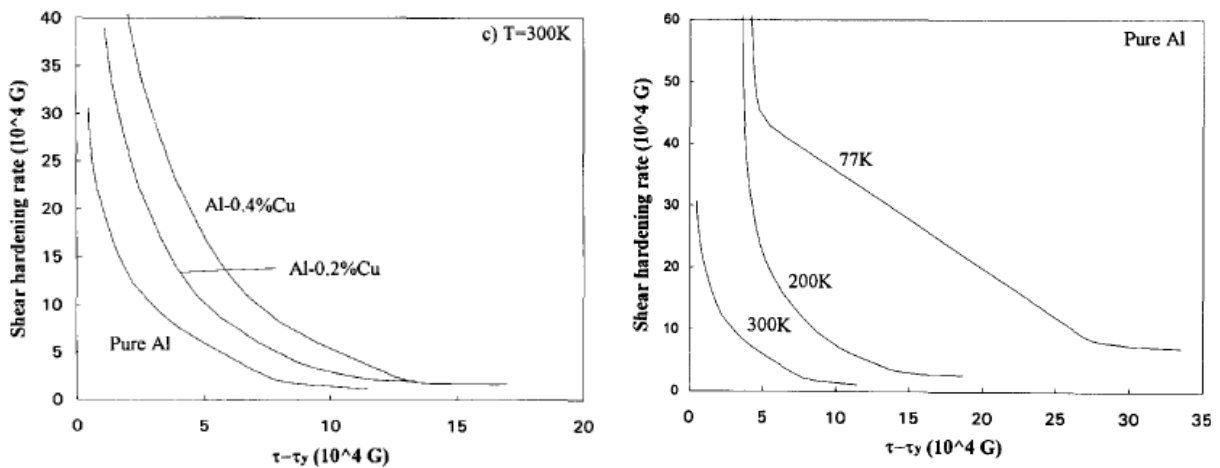 40
35
30
25
20
15
10
5
0
Shear hardening rate (10^4 G)
c) T=300K
Al-0.4%Cu
Al-0.2%Cu
Pure Al
0 5 10 15 20
τ-τy (10^4 G)
60
50
40
30
20
10
0
Shear hardening rate (10^4 G)
Pure Al
77K
200K
300K
0 5 10 15 20 25 30 35
τ-τy (10^4 G)